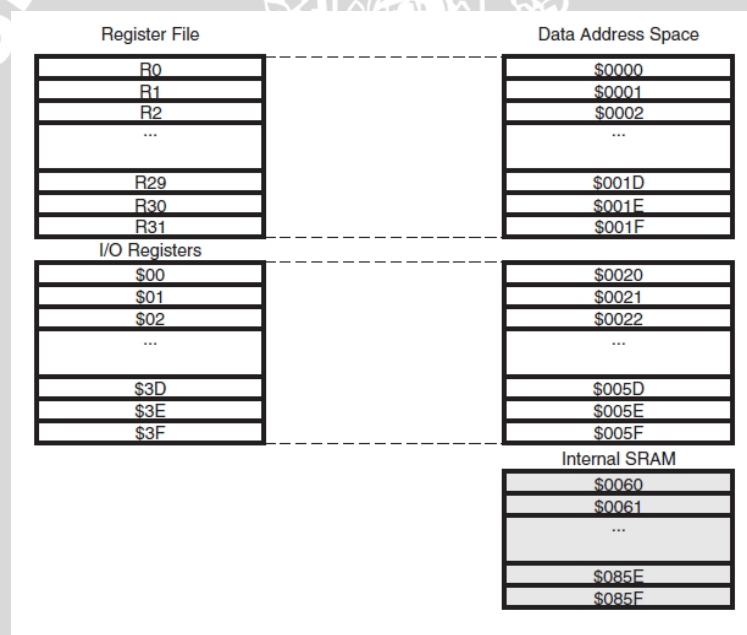 Register File Data Address Space
R0 $0000
R1 $0001
R2 $0002
... ...
R29 $001D
R30 $001E
R31 $001F
I/O Registers
$00 $0020
$01 $0021
$02 $0022
... ...
$3D $005D
$3E $005E
$3F $005F
Internal SRAM
$0060
$0061
...
$085E
$085F